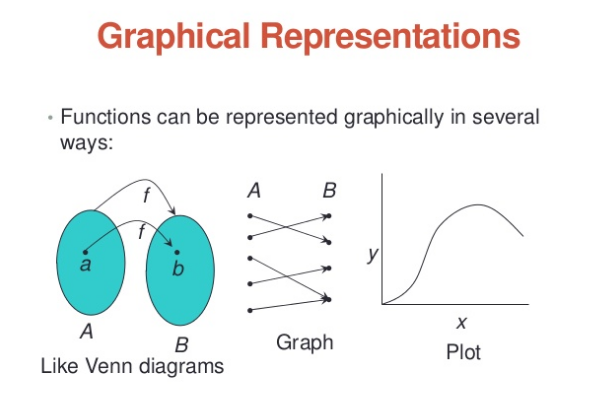 Graphical Representations
• Functions can be represented graphically in several
ways:
f
f
a
b
A
B
Like Venn diagrams
A B
Graph
y
x
Plot